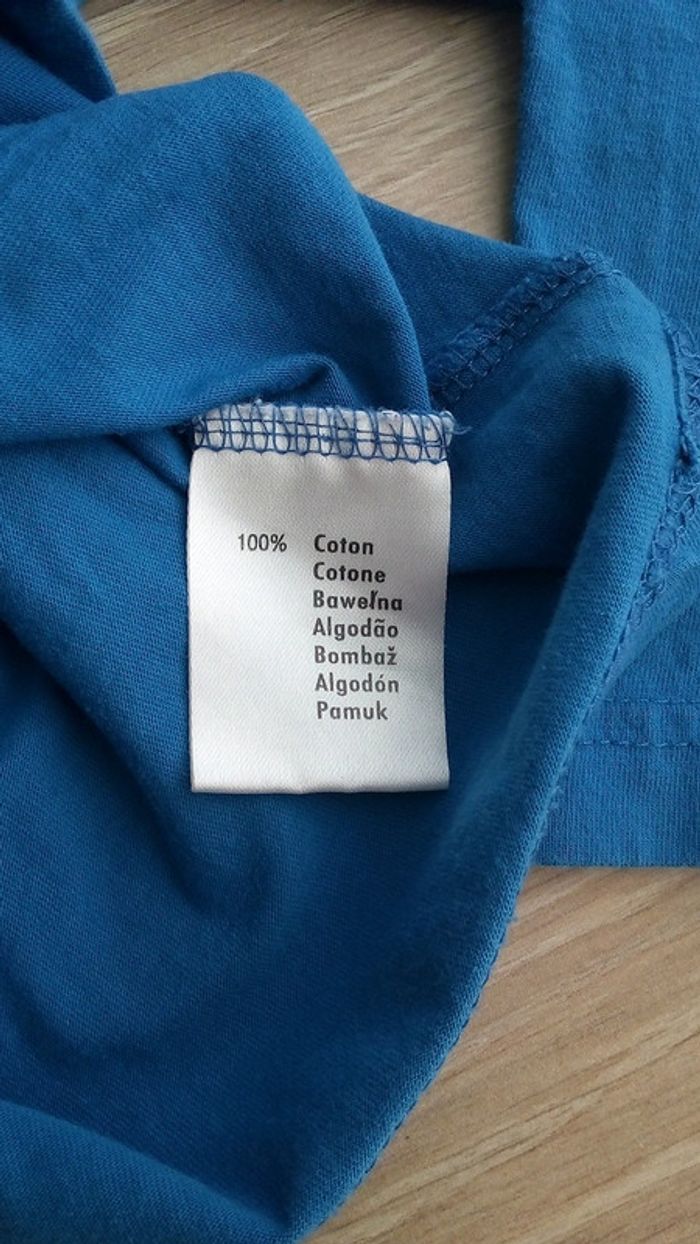 100% Coton
Cotone
Bawełna
Algodão
Bombaž
Algodón
Pamuk